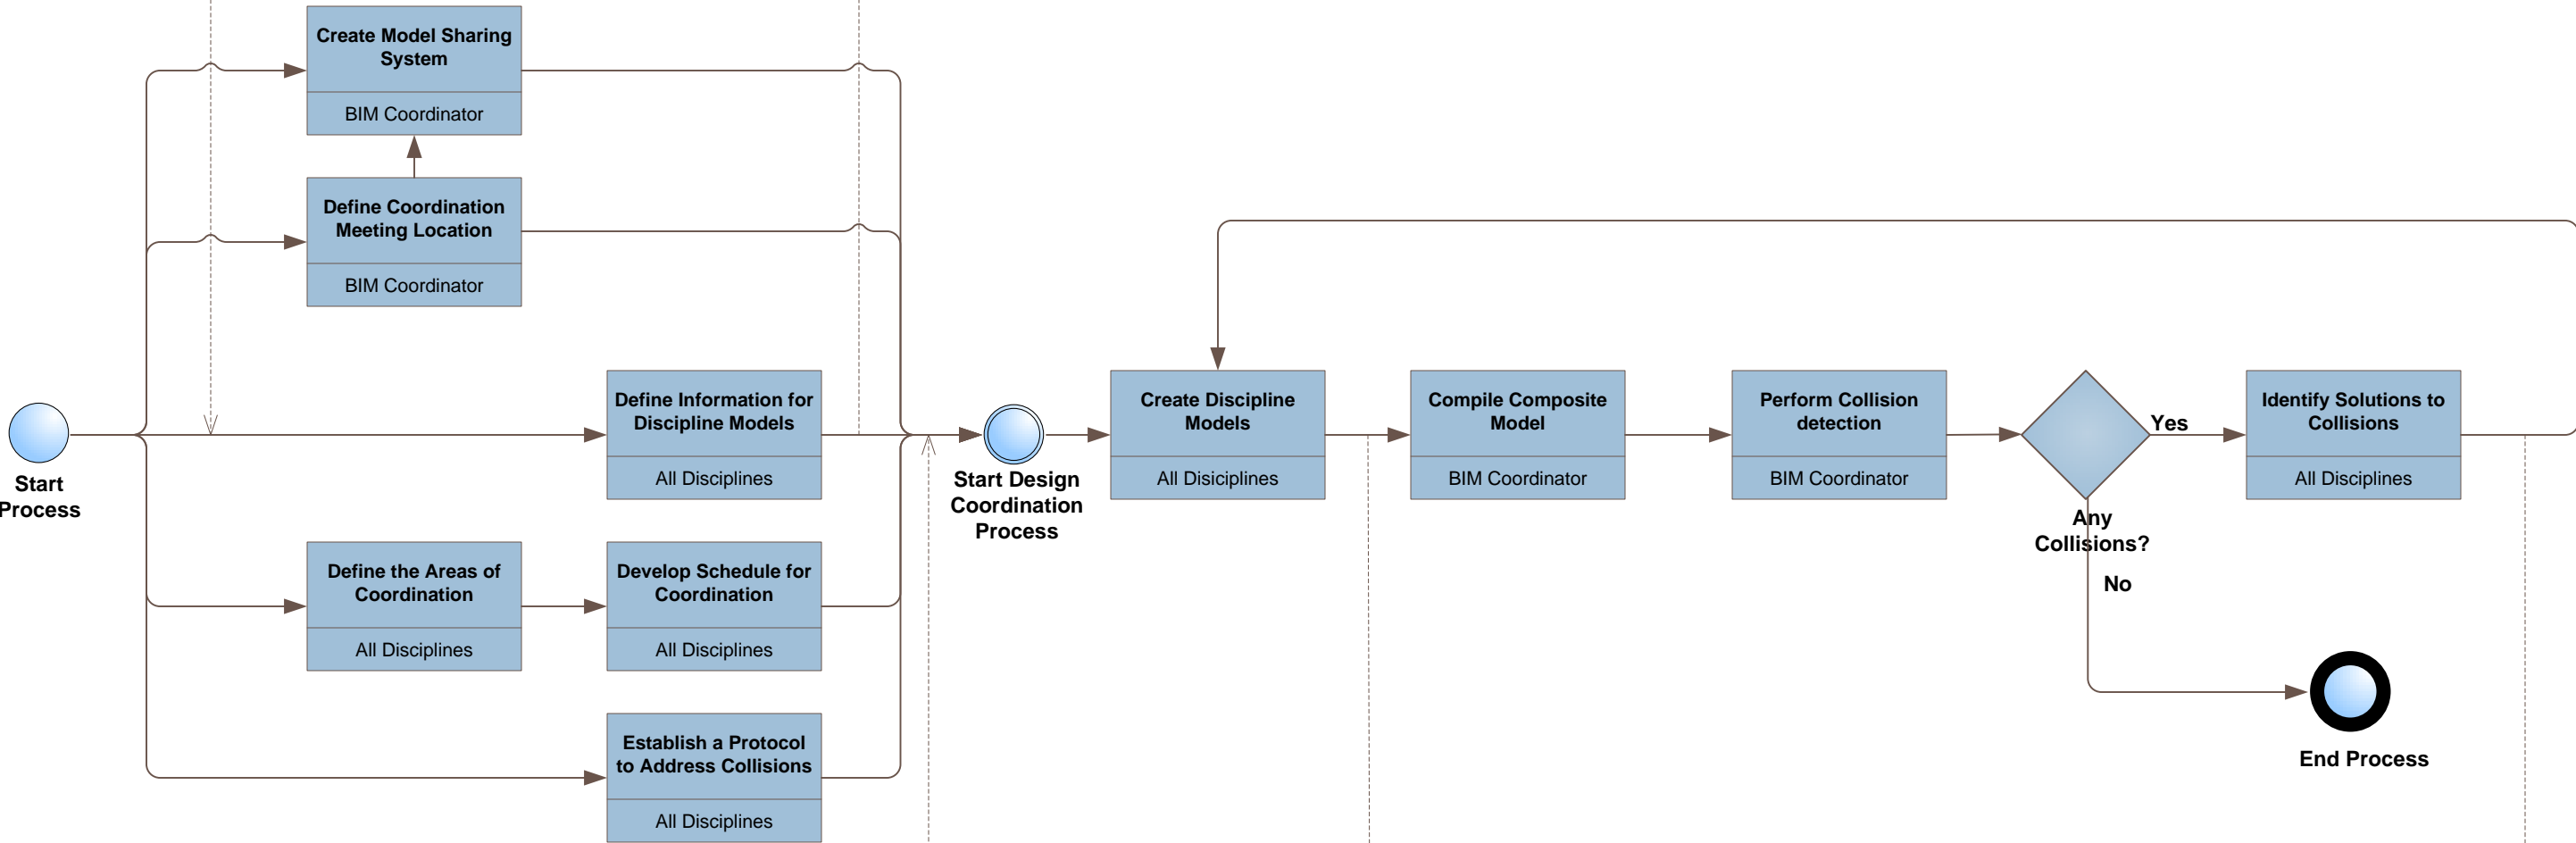 Create Model Sharing
System
BIM Coordinator
Define Coordination
Meeting Location
BIM Coordinator
Start
Process
Define Information for
Discipline Models
All Disciplines
Define the Areas of
Coordination
All Disciplines
Develop Schedule for
Coordination
All Disciplines
Establish a Protocol
to Address Collisions
All Disciplines
Start Design
Coordination
Process
Create Discipline
Models
All Disiciplines
Compile Composite
Model
BIM Coordinator
Perform Collision
detection
BIM Coordinator
Any
Collisions?
Yes
No
Identify Solutions to
Collisions
All Disciplines
End Process